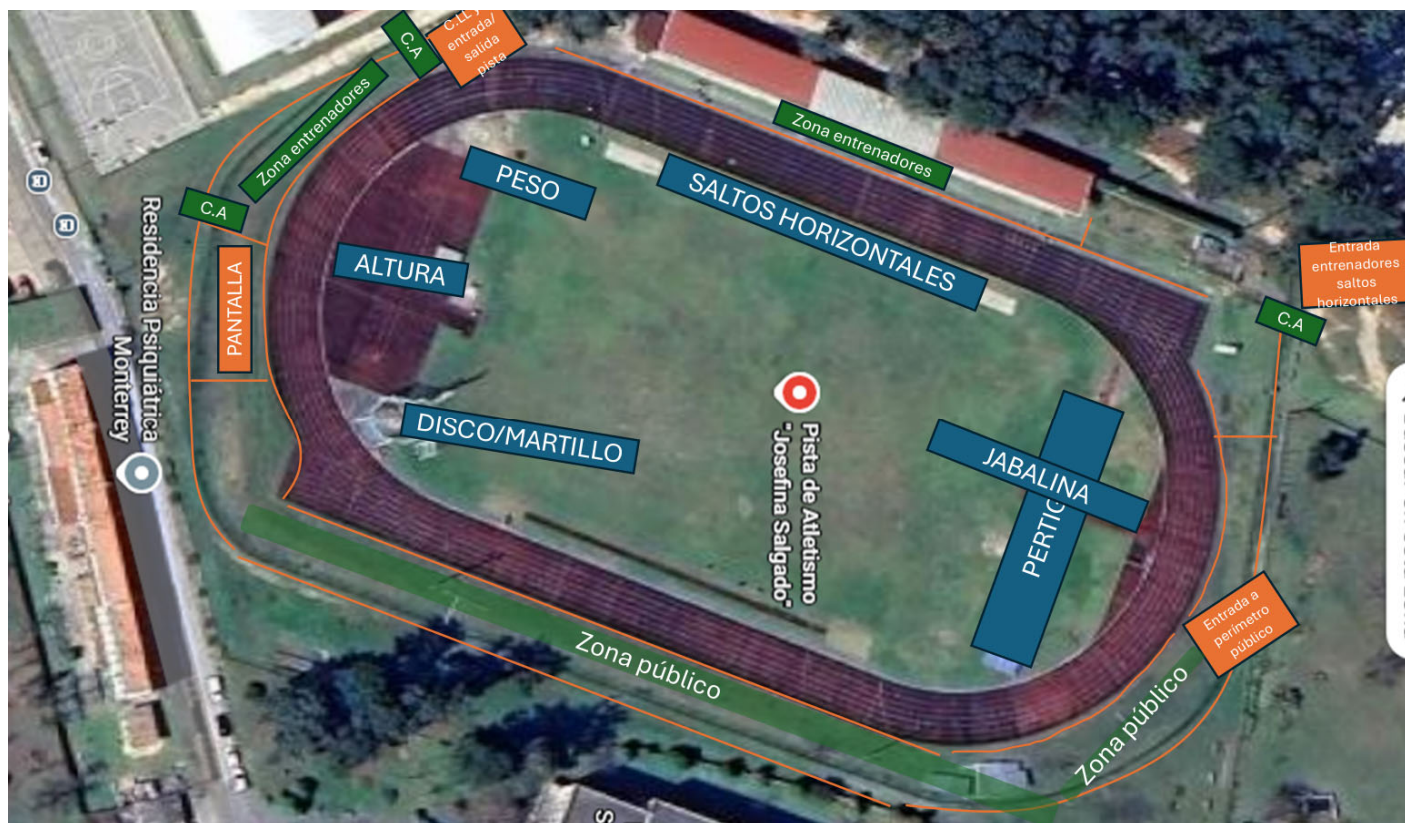 C.A
C.LL y
entrada/
salida
pista
Zona entrenadores
C.A
PANTALLA
PESO
ALTURA
DISCO/MARTILLO
SALTOS HORIZONTALES
Zona entrenadores
Entrada
entrenadores
saltos
horizontales
C.A
Residencia Psiquiátrica
Monterrey
Pista de Atletismo
"Josefina Salgado"
JABALINA
PERTIG
Entrada a
perímetro
público
Zona público
Zona público
S